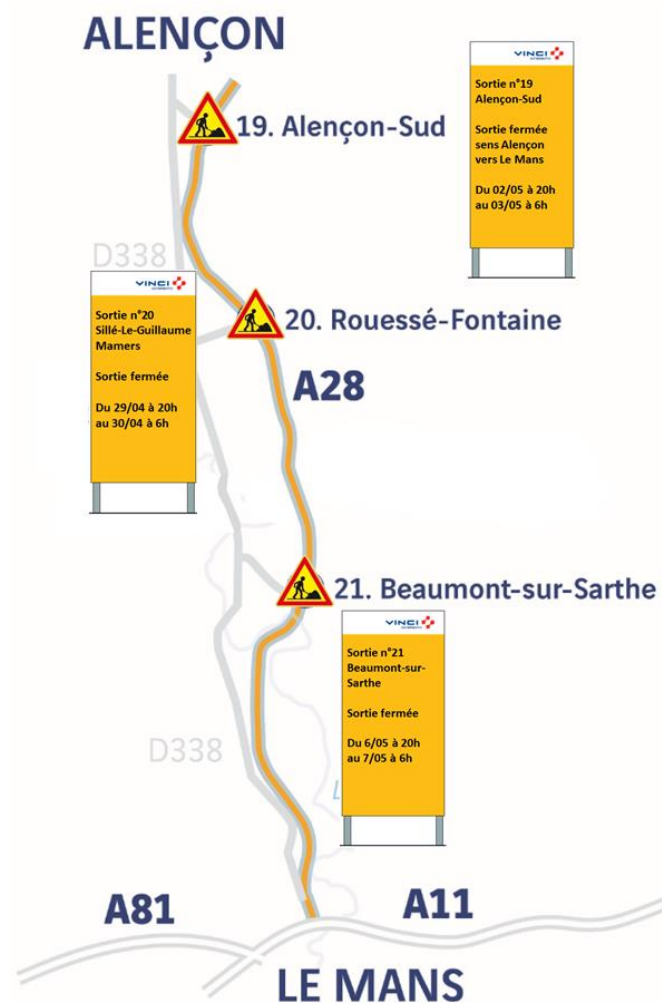 ALENÇON
VINCI
AUTOROUTES
Sortie n°19
Alençon-Sud
Sortie fermée
sens Alençon
vers Le Mans
Du 02/05 à 20h
au 03/05 à 6h
19. Alençon-Sud
D338
VINCI
AUTOROUTES
Sortie n°20
Sillé-Le-Guillaume
Mamers
Sortie fermée
Du 29/04 à 20h
au 30/04 à 6h
20. Rouessé-Fontaine
A28
21. Beaumont-sur-Sarthe
VINCI
AUTOROUTES
Sortie n°21
Beaumont-sur-
Sarthe
Sortie fermée
Du 6/05 à 20h
au 7/05 à 6h
D338
A81
A11
LE MANS